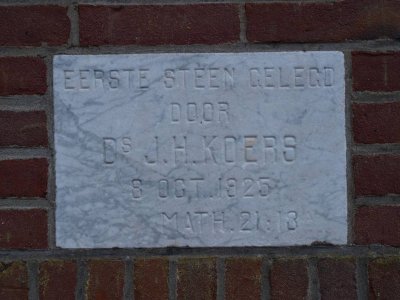 EERSTE STEEN GELEGD
DOOR
DS J.H. KOERS
8 OCT. 1925
MATH. 21:13